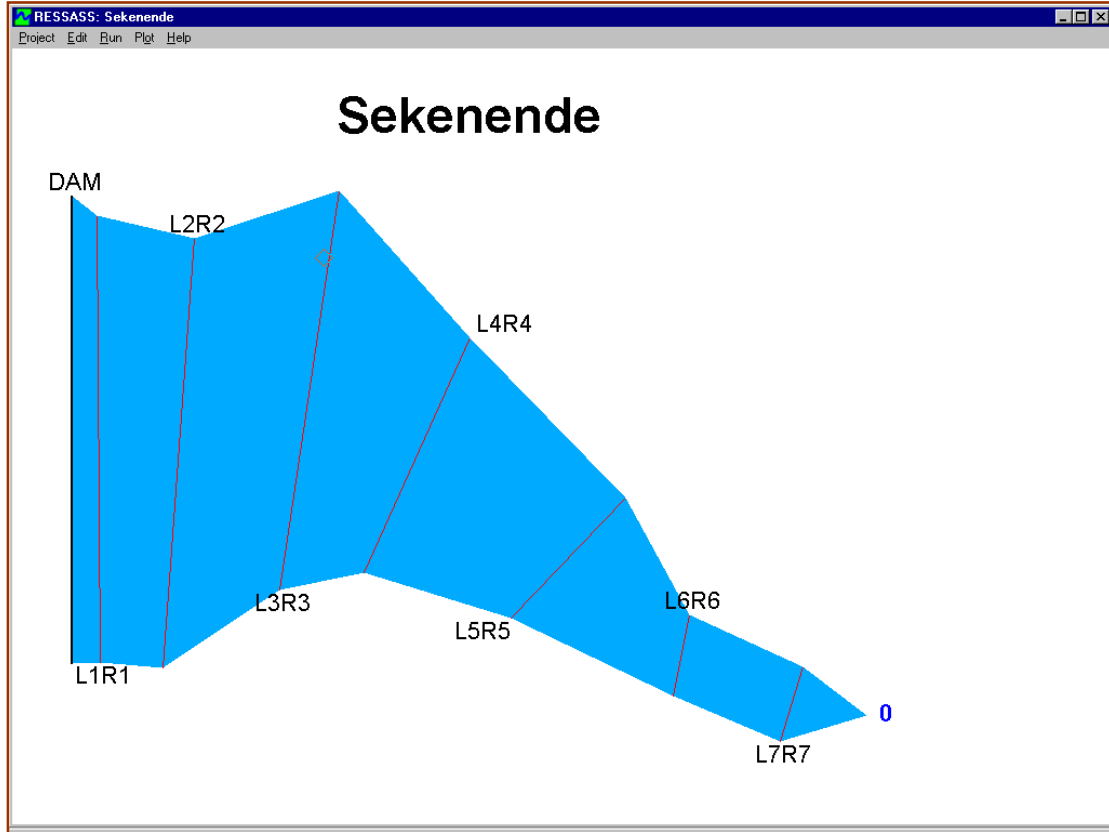 RESSASS: Sekenende
Project Edit Run Plot Help
Sekenende
DAM
L2R2
L4R4
L3R3
L6R6
L5R5
L1R1
0
L7R7